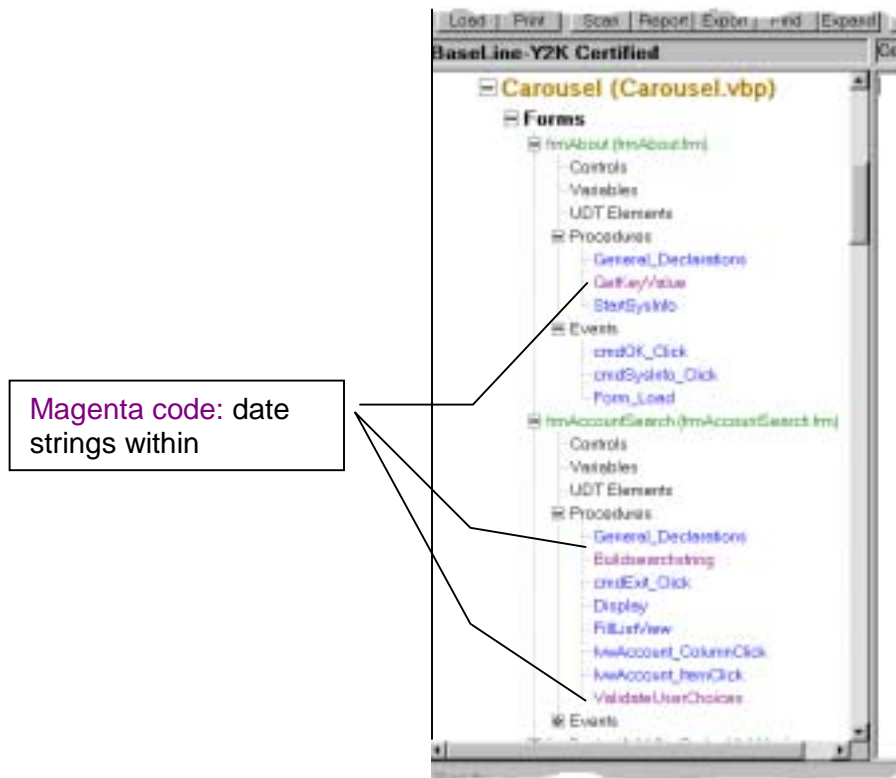 Load Print Scan Report Export Find Expand
BaseLine-Y2K Certified
Carousel (Carousel.vbp)
Forms
frmAbout (frmAbout.frm)
Controls
Variables
UDT Elements
Procedures
General_Declarations
GetKeyValue
StartSysInfo
Events
cmdOK_Click
cmdSysInfo_Click
Form_Load
Magenta code: date
strings within
frmAccountSearch (frmAccountSearch.frm)
Controls
Variables
UDT Elements
Procedures
General_Declarations
Buildsearchstring
cmdExit_Click
Display
FillListView
lvwAccount_ColumnClick
lvwAccount_ItemClick
ValidateUserChoices
Events